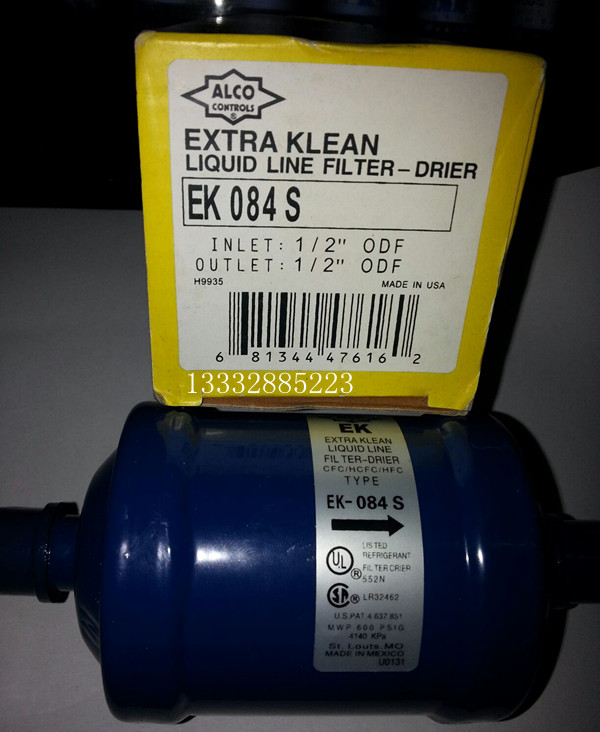 ALCO
CONTROLS
®
EXTRA KLEAN
LIQUID LINE FILTER-DRIER
EK 084 S
INLET: 1/2" ODF
OUTLET: 1/2" ODF
H9935 MADE IN USA
6 81344 47616 2
13332885223
EK
EXTRA KLEAN
LIQUID LINE
FILTER-DRIER
CFC/HCFC/HFC
TYPE
EK-084 S
UL ®
LISTED
REFRIGERANT
FILTER DRIER
552N
SA ® LR32462
U.S.PAT.4,637,851
M.W.P 600 PSIG
4140 KPa
St. Louis, MO
MADE IN MEXICO
U0131